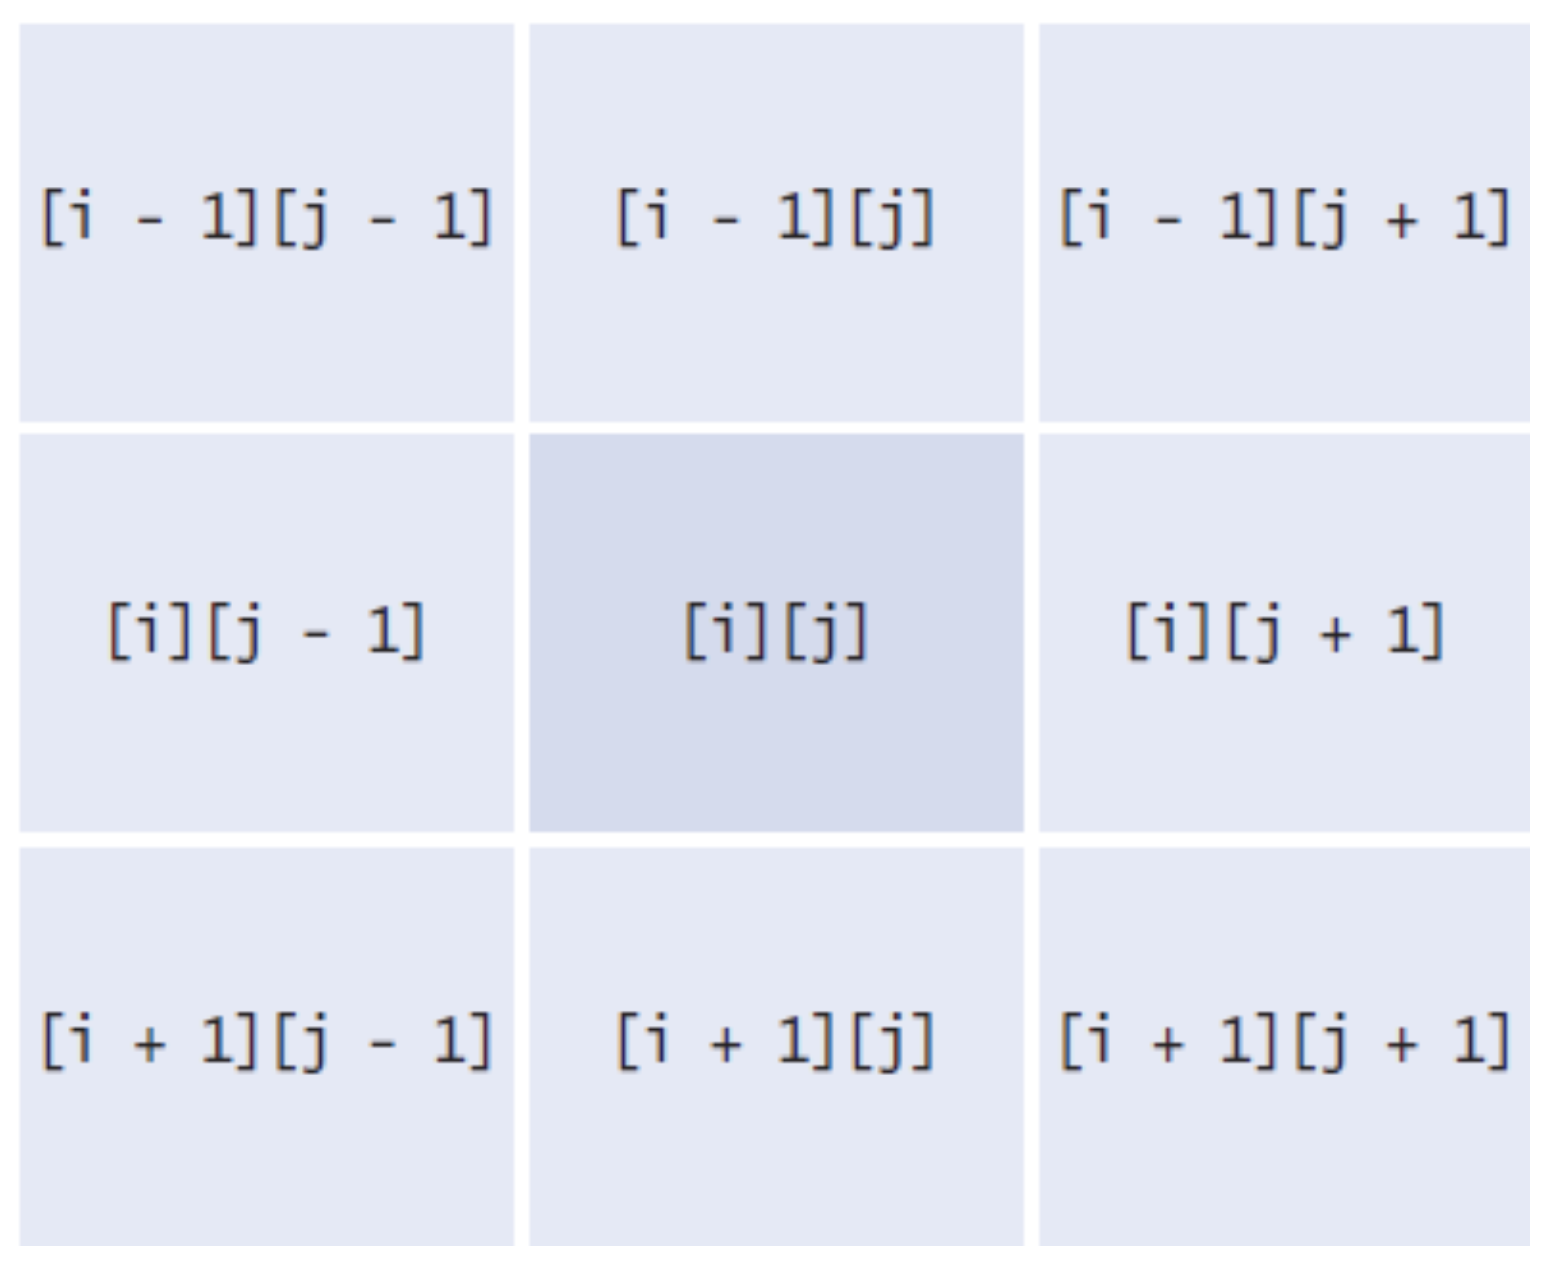 [i - 1][j - 1] [i - 1][j] [i - 1][j + 1]
[i][j - 1] [i][j] [i][j + 1]
[i + 1][j - 1] [i + 1][j] [i + 1][j + 1]